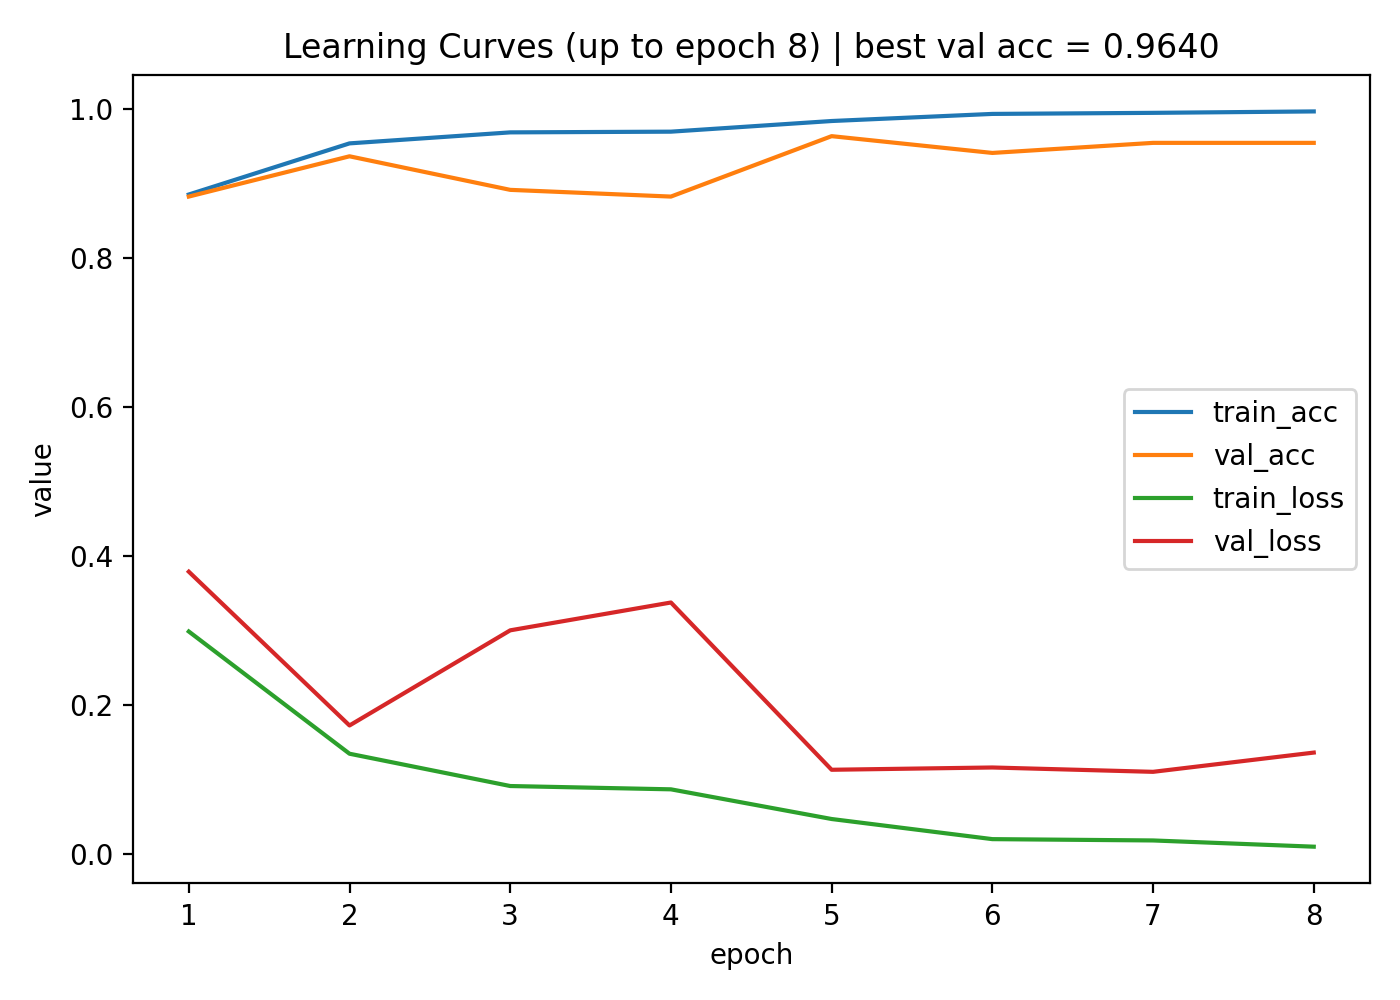 Learning Curves (up to epoch 8) | best val acc = 0.9640
1.0
0.8
0.6
0.4
0.2
0.0
value
train_acc
val_acc
train_loss
val_loss
1 2 3 4 5 6 7 8
epoch